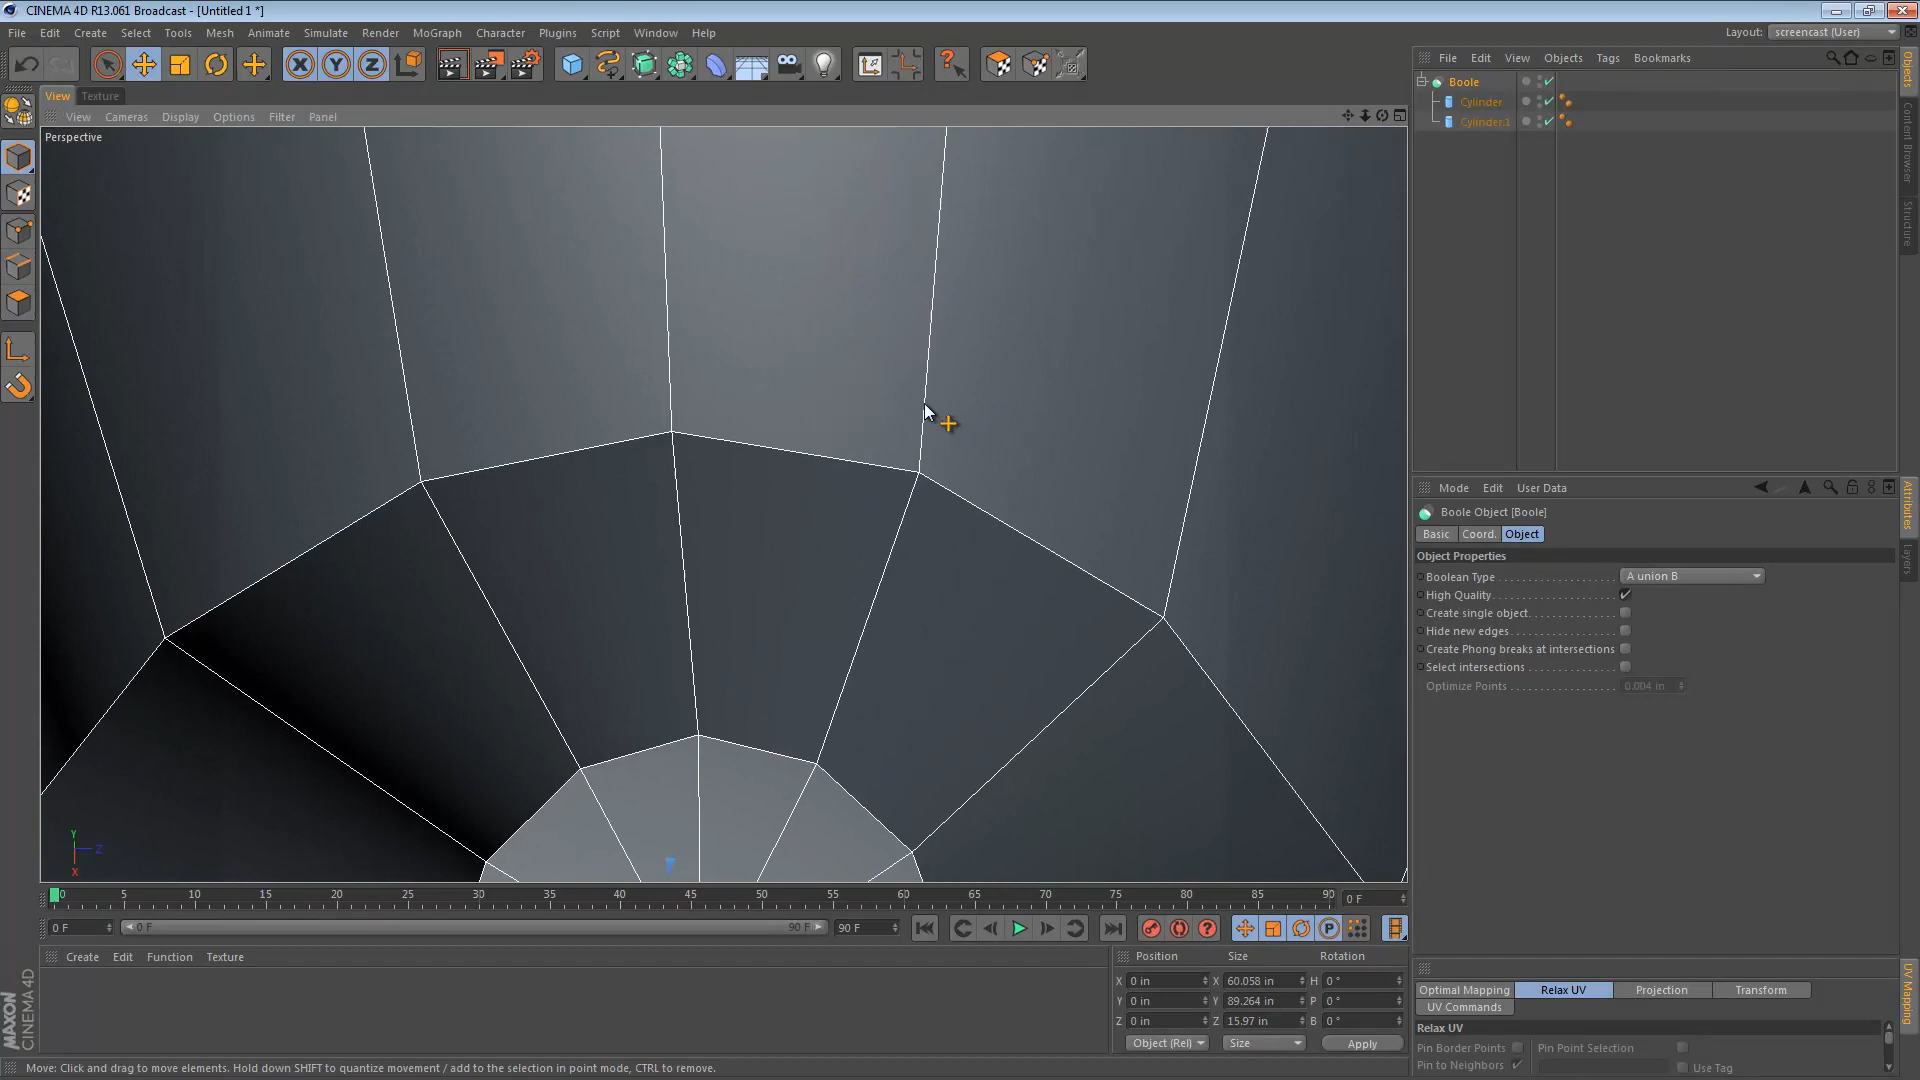 CINEMA 4D R13.061 Broadcast - [Untitled 1 *]
File Edit Create Select Tools Mesh Animate Simulate Render MoGraph Character Plugins Script Window Help
Layout: screencast (User)
View Texture
View Cameras Display Options Filter Panel
Perspective
X Y Z
File Edit View Objects Tags Bookmarks
Boole
Cylinder
Cylinder.1
Objects
Content Browser
Structure
Mode Edit User Data
Boole Object [Boole]
Basic Coord. Object
Object Properties
Boolean Type A union B
High Quality
Create single object
Hide new edges
Create Phong breaks at intersections
Select intersections
Optimize Points 0.004 in
Attributes
Layers
Y
Z
X
0 5 10 15 20 25 30 35 40 45 50 55 60 65 70 75 80 85 90 0 F
0 F 0 F 90 F 90 F
P
Create Edit Function Texture
Position Size Rotation
X 0 in X 60.058 in H 0 °
Y 0 in Y 89.264 in P 0 °
Z 0 in Z 15.97 in B 0 °
Object (Rel) Size Apply
MAXON
CINEMA 4D
Optimal Mapping Relax UV Projection Transform
UV Commands
Relax UV
Pin Border Points Pin Point Selection
Pin to Neighbors Use Tag
UV Mapping
Move: Click and drag to move elements. Hold down SHIFT to quantize movement / add to the selection in point mode, CTRL to remove.